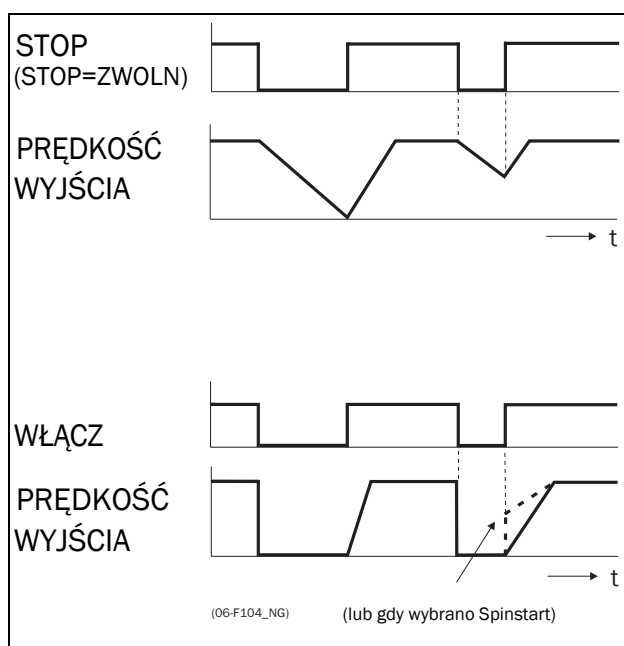 STOP
(STOP=ZWOLN)
PRĘDKOŚĆ
WYJŚCIA
t
WŁĄCZ
PRĘDKOŚĆ
WYJŚCIA
t
(06-F104_NG)
(lub gdy wybrano Spinstart)